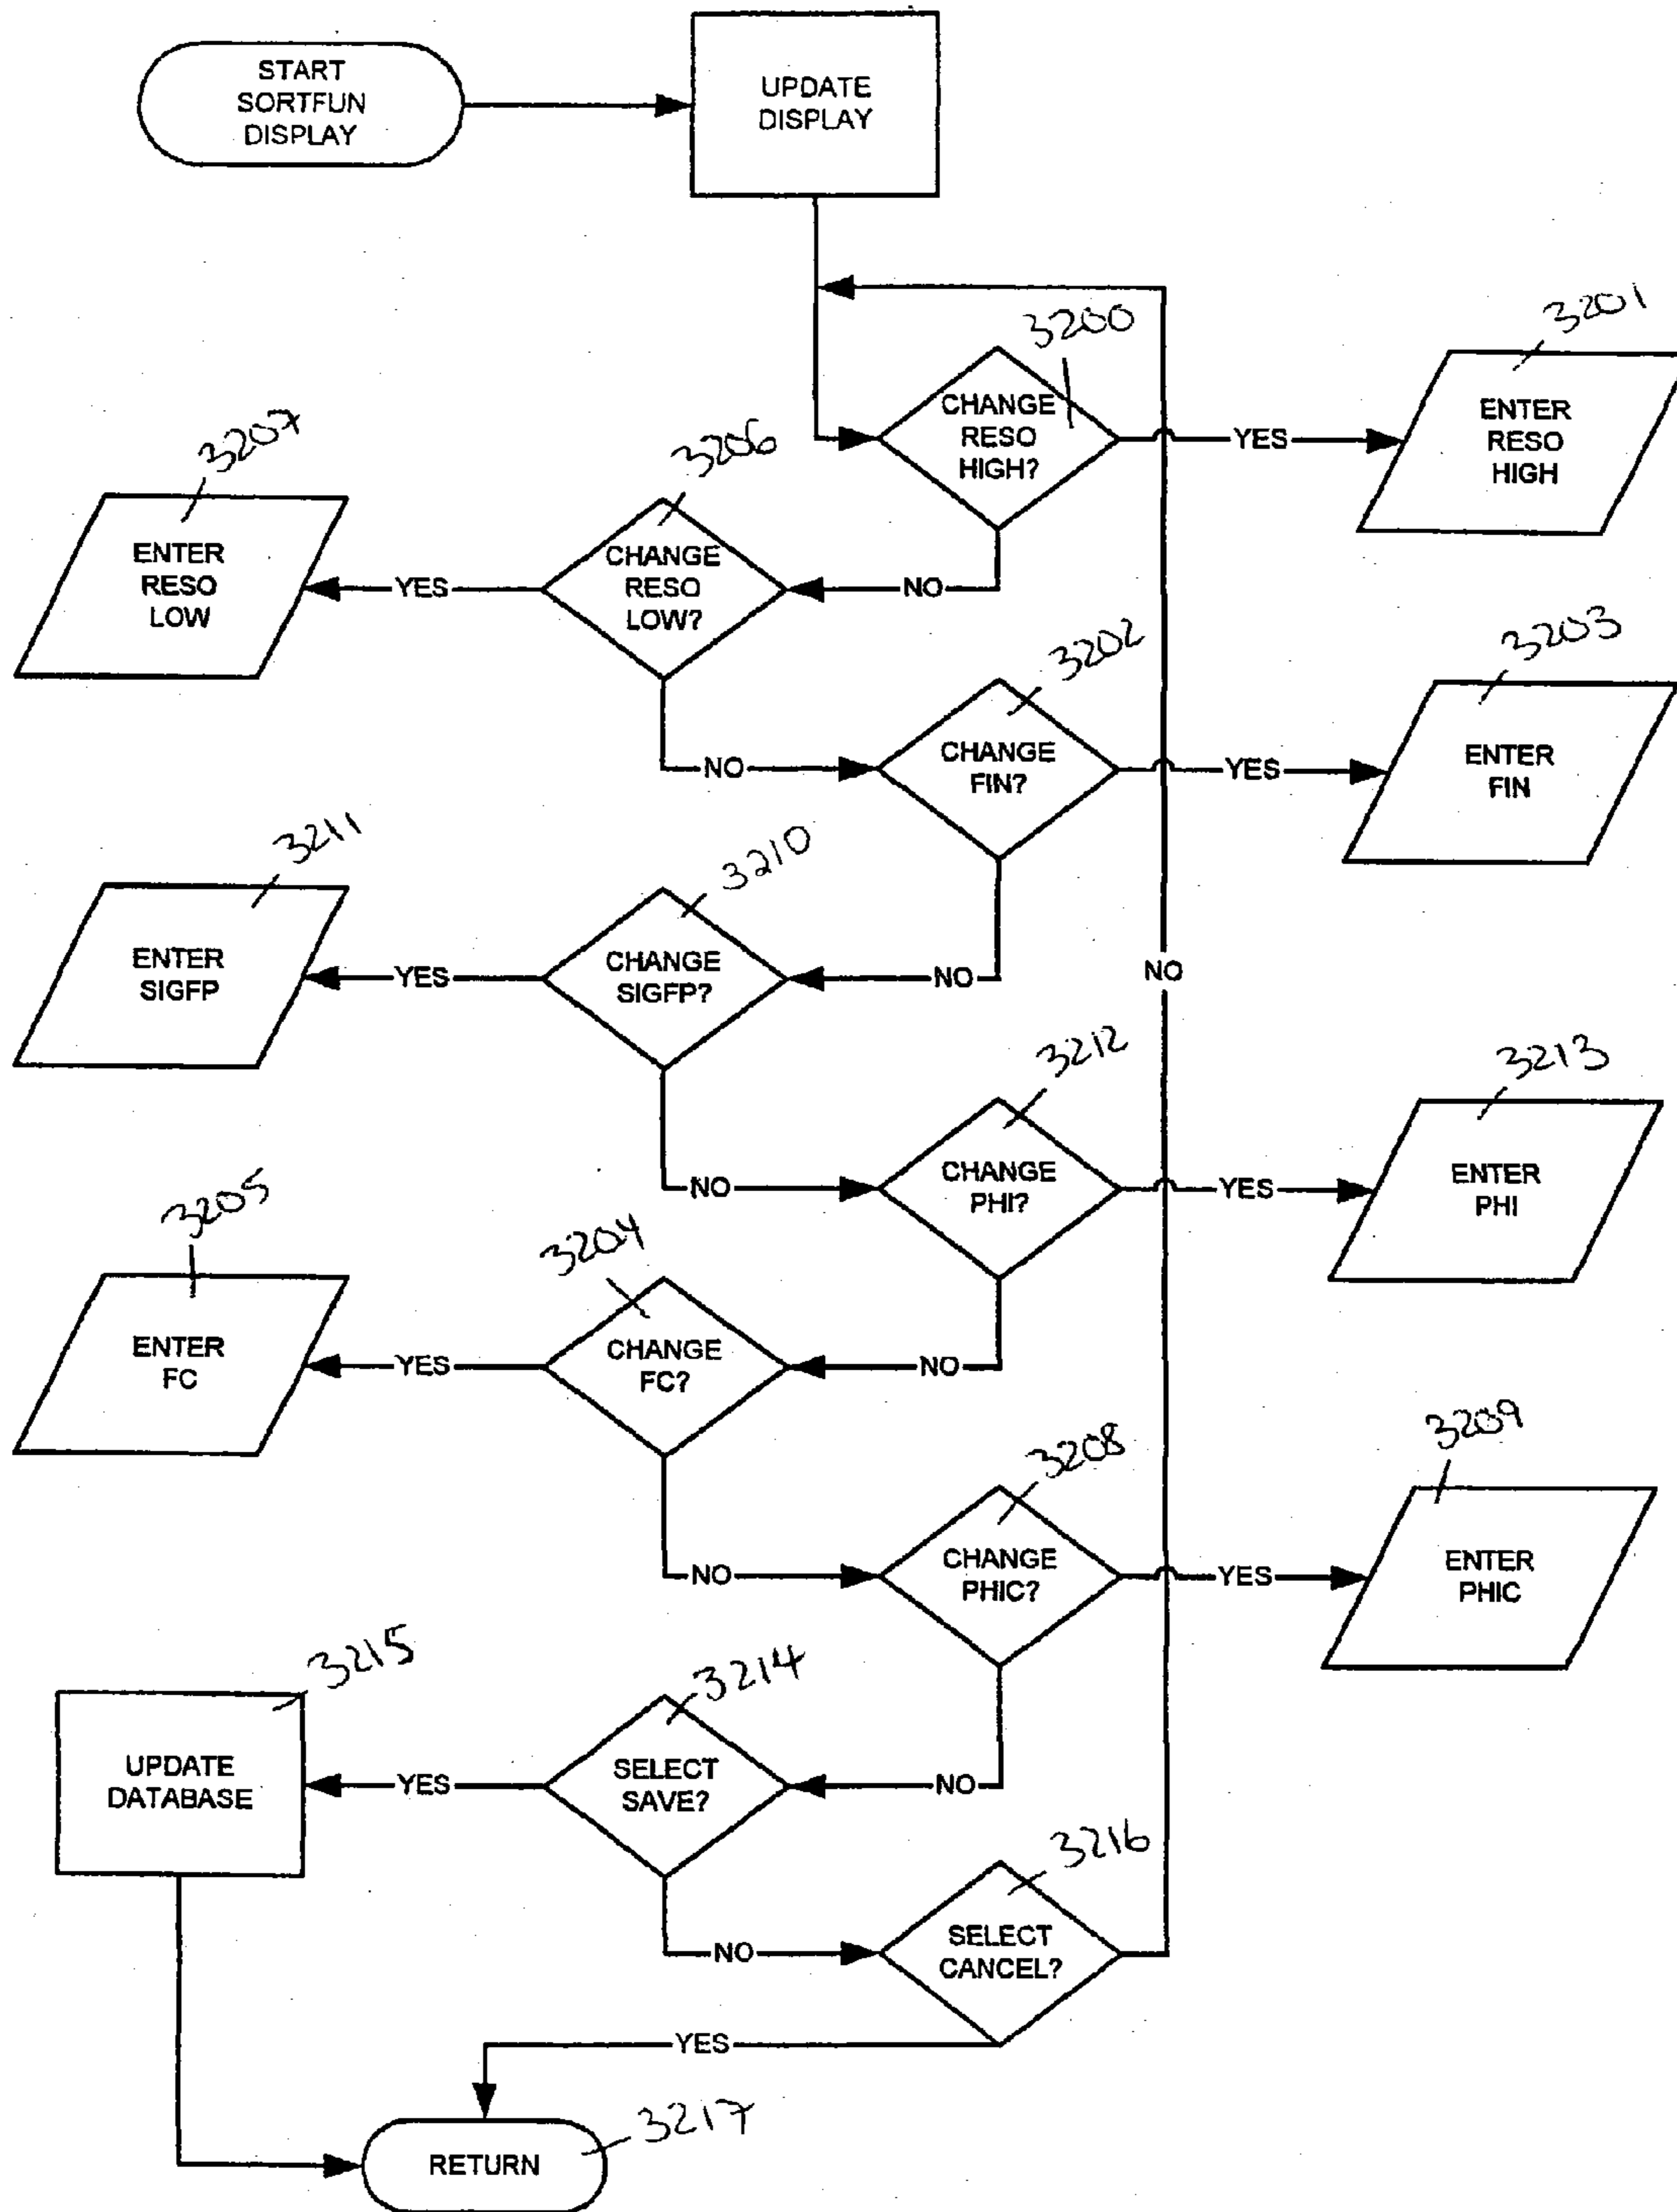 START
SORTFUN
DISPLAY
UPDATE
DISPLAY
3200
3201
CHANGE
RESO
HIGH?
YES
ENTER
RESO
HIGH
3207
3206
ENTER
RESO
LOW
YES
CHANGE
RESO
LOW?
NO
3202
3203
NO
CHANGE
FIN?
YES
ENTER
FIN
3211
3210
ENTER
SIGFP
YES
CHANGE
SIGFP?
NO
NO
3212
3213
NO
CHANGE
PHI?
YES
ENTER
PHI
3205
3204
ENTER
FC
YES
CHANGE
FC?
NO
3208
3209
NO
CHANGE
PHIC?
YES
ENTER
PHIC
3215
3214
UPDATE
DATABASE
YES
SELECT
SAVE?
NO
3216
NO
SELECT
CANCEL?
YES
RETURN
3217